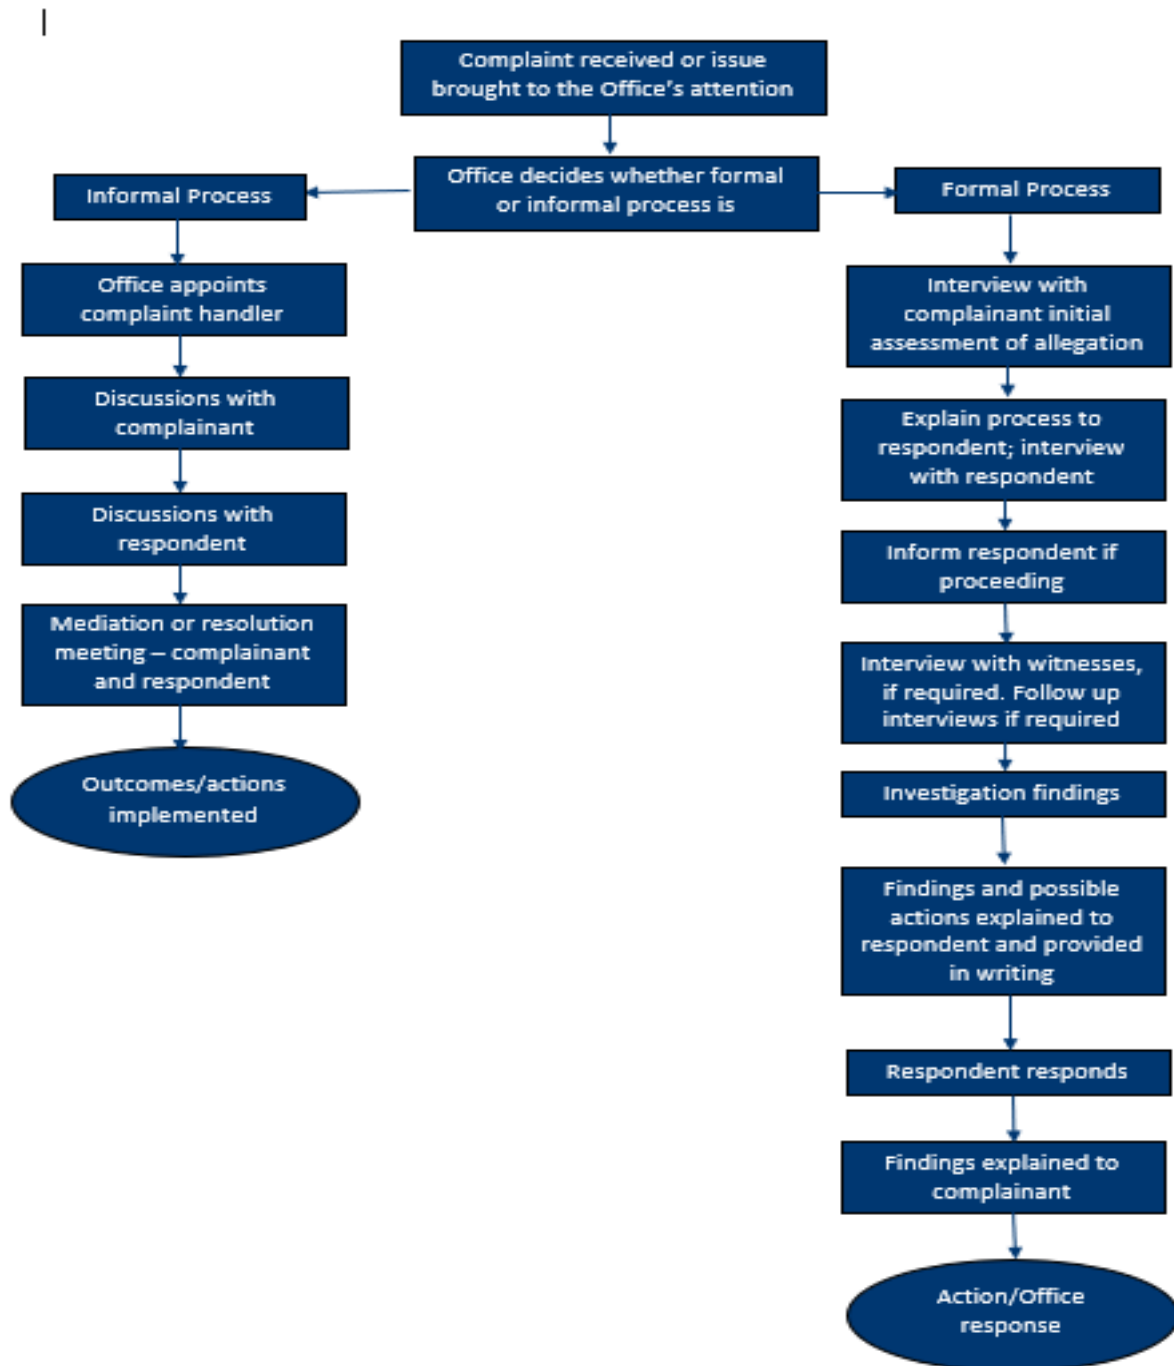 Complaint received or issue
brought to the Office's attention
Office decides whether formal
or informal process is
Informal Process
Office appoints
complaint handler
Discussions with
complainant
Discussions with
respondent
Mediation or resolution
meeting – complainant
and respondent
Outcomes/actions
implemented
Formal Process
Interview with
complainant initial
assessment of allegation
Explain process to
respondent; interview
with respondent
Inform respondent if
proceeding
Interview with witnesses,
if required. Follow up
interviews if required
Investigation findings
Findings and possible
actions explained to
respondent and provided
in writing
Respondent responds
Findings explained to
complainant
Action/Office
response